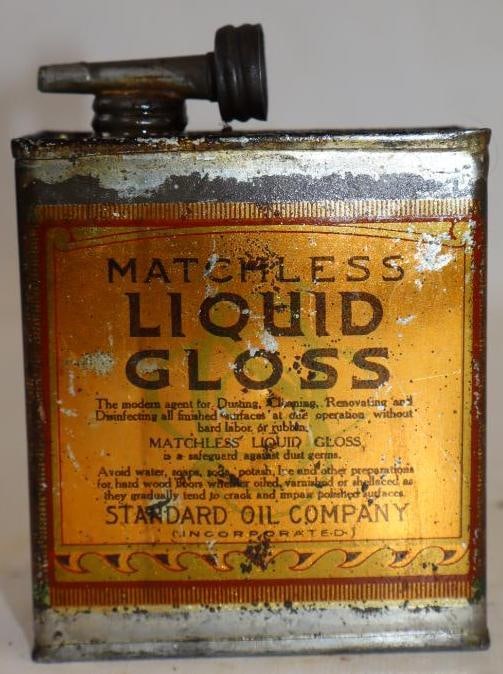 MATCHLESS
LIQUID
GLOSS
The modern agent for Dusting, Cleaning, Renovating and
Disinfecting all finished surfaces at one operation without
hard labor or rubbing
MATCHLESS LIQUID GLOSS
is a safeguard against dust germs.
Avoid water, soaps, soda, potash, lye and other preparations
for hard wood floors whether oiled, varnished or shellaced as
they gradually tend to crack and impair polished surfaces.
STANDARD OIL COMPANY
(INCORPORATED)